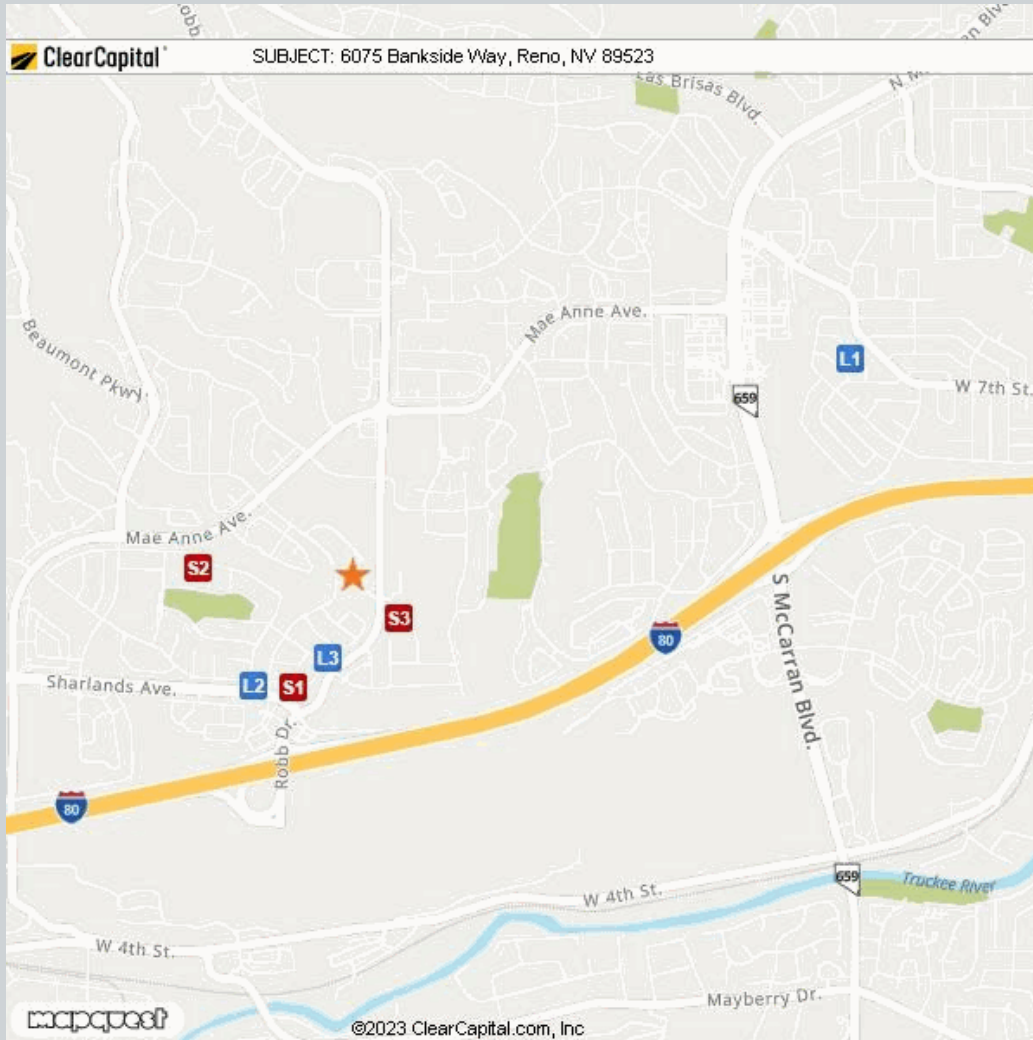 Robb
ClearCapital
SUBJECT: 6075 Bankside Way, Reno, NV 89523
Las Brisas Blvd.
N M
n Blv
Mae Anne Ave.
Beaumont Pkwy.
L1
W 7th St.
659
Mae Anne Ave.
S2
S3
80
S McCarran Blvd.
L3
Sharlands Ave.
L2
S1
Robb Dr.
80
659
Truckee River
W 4th St.
W 4th St.
Mayberry Dr.
mapquest
©2023 ClearCapital.com, Inc